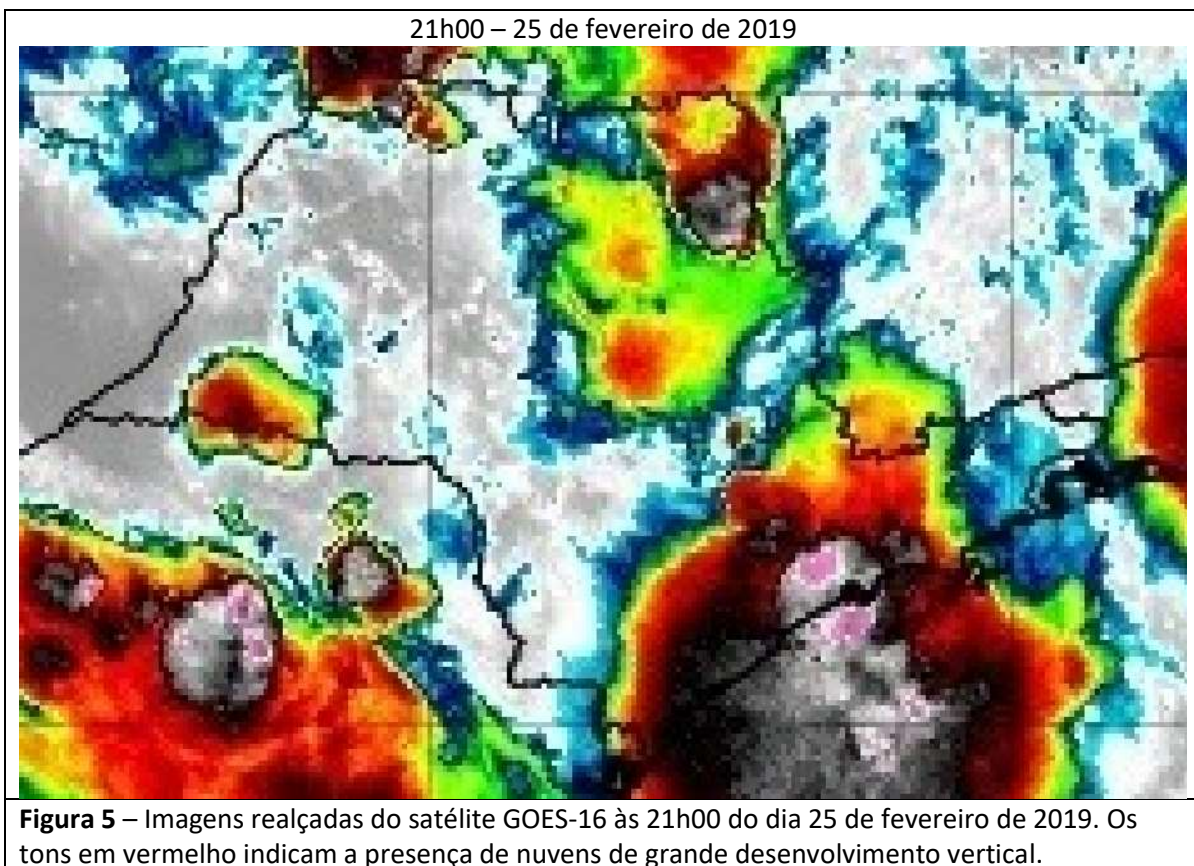 21h00 – 25 de fevereiro de 2019
Figura 5 – Imagens realçadas do satélite GOES-16 às 21h00 do dia 25 de fevereiro de 2019. Os
tons em vermelho indicam a presença de nuvens de grande desenvolvimento vertical.